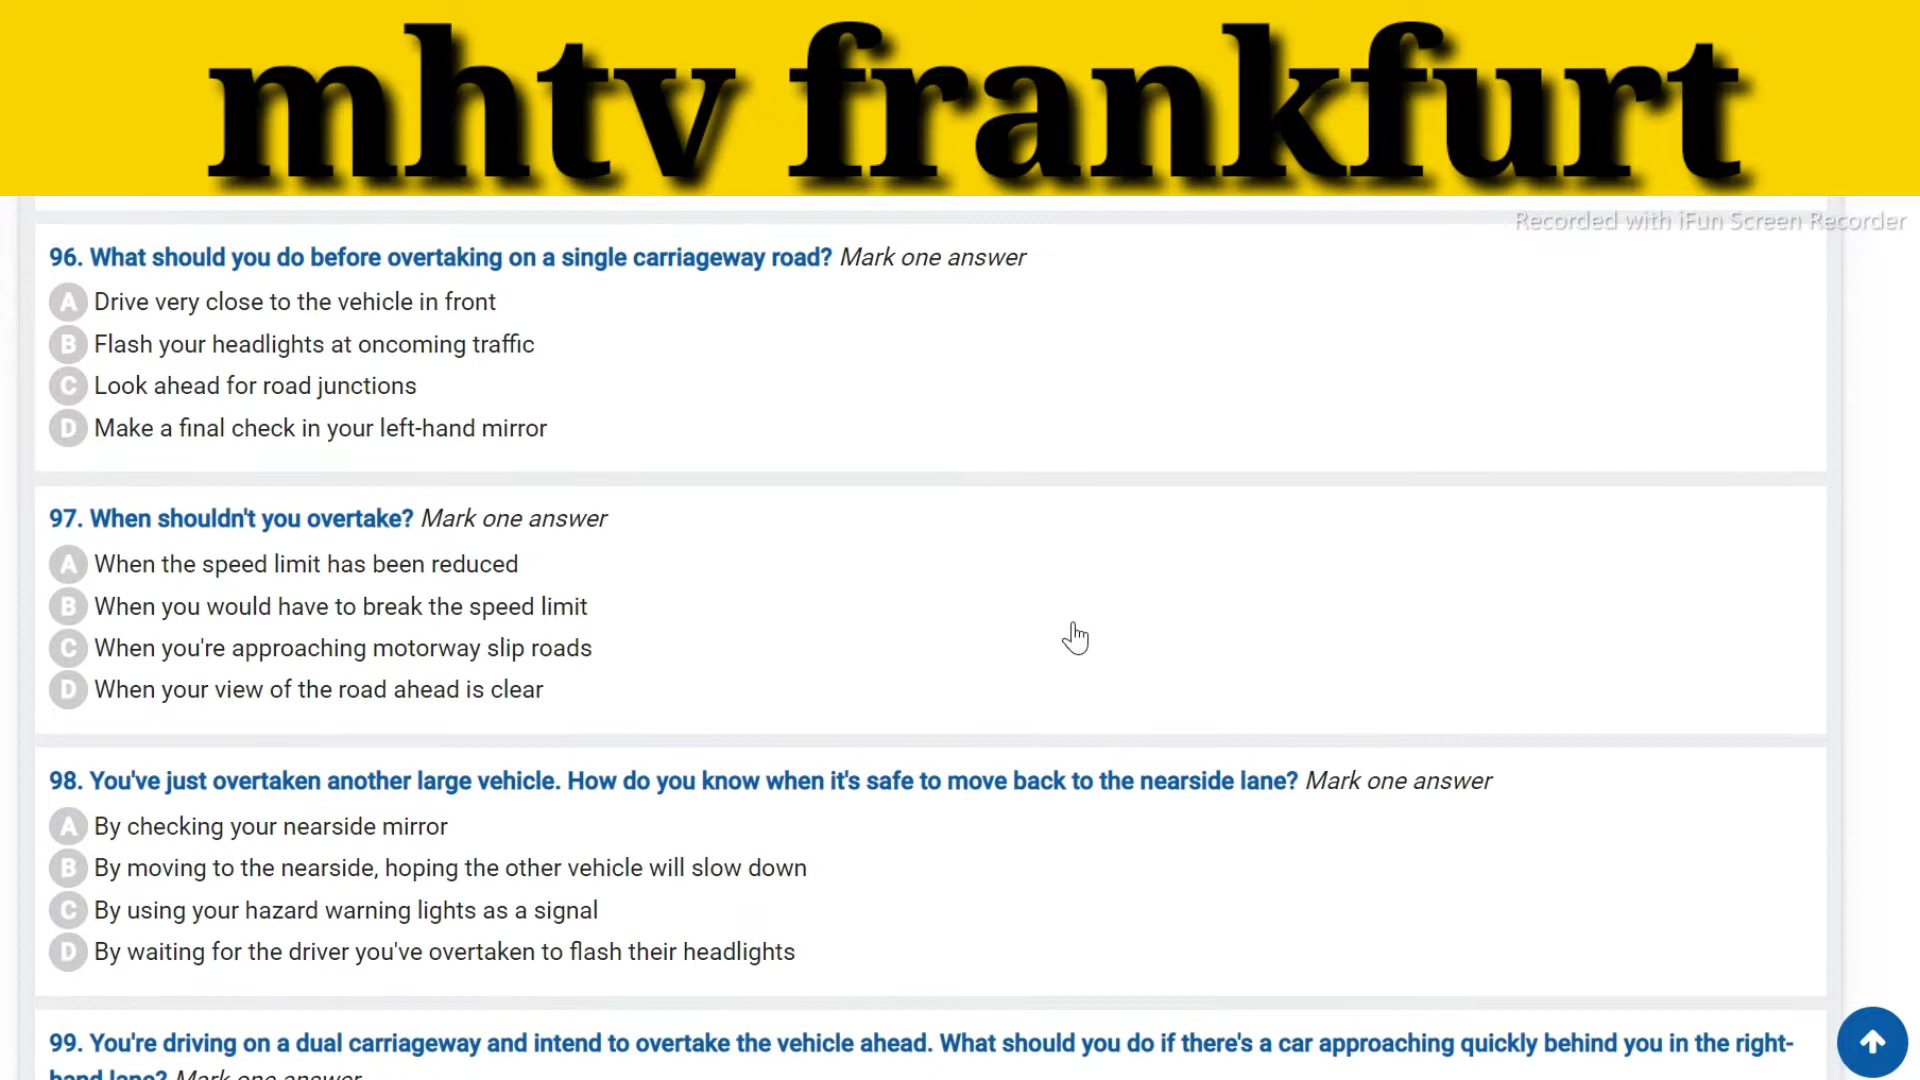 mhtv frankfurt
Recorded with iFun Screen Recorder
96. What should you do before overtaking on a single carriageway road? Mark one answer
A Drive very close to the vehicle in front
B Flash your headlights at oncoming traffic
C Look ahead for road junctions
D Make a final check in your left-hand mirror
97. When shouldn't you overtake? Mark one answer
A When the speed limit has been reduced
B When you would have to break the speed limit
C When you're approaching motorway slip roads
D When your view of the road ahead is clear
98. You've just overtaken another large vehicle. How do you know when it's safe to move back to the nearside lane? Mark one answer
A By checking your nearside mirror
B By moving to the nearside, hoping the other vehicle will slow down
C By using your hazard warning lights as a signal
D By waiting for the driver you've overtaken to flash their headlights
99. You're driving on a dual carriageway and intend to overtake the vehicle ahead. What should you do if there's a car approaching quickly behind you in the right-
hand lane? Mark one answer